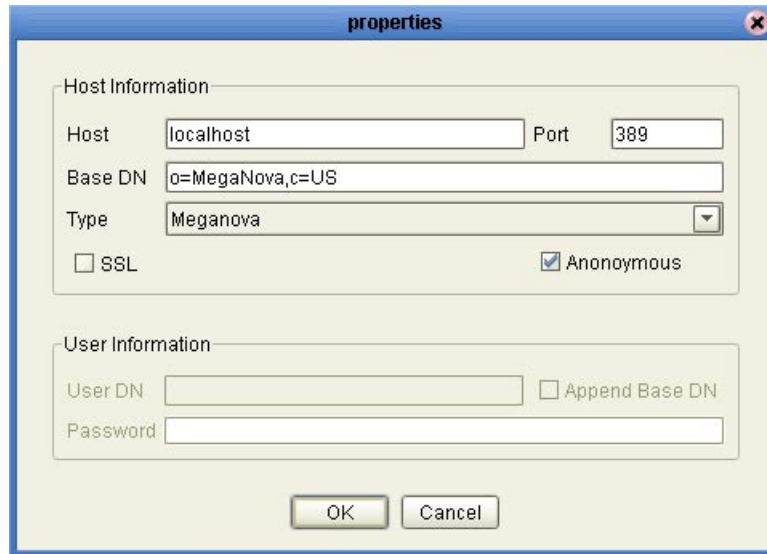 properties
Host Information
Host localhost Port 389
Base DN o=MegaNova,c=US
Type Meganova
SSL Anonoymous
User Information
User DN Append Base DN
Password
OK Cancel